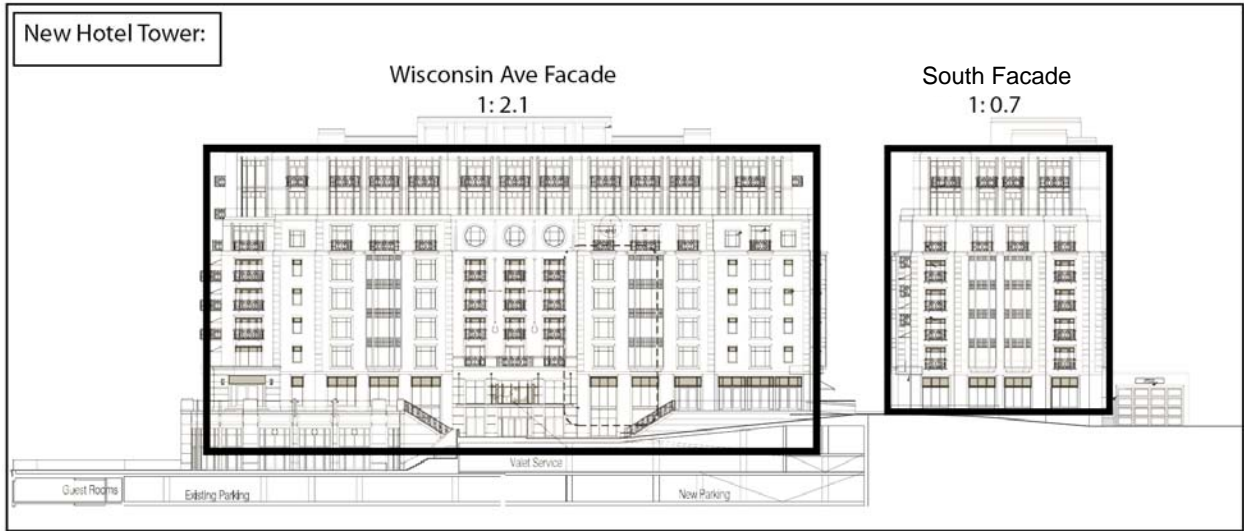 New Hotel Tower:
Wisconsin Ave Facade
1: 2.1
South Facade
1: 0.7
Valet Service
Guest Rooms
Existing Parking
New Parking